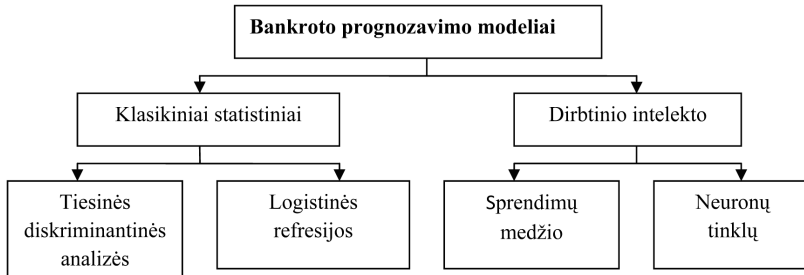 Bankroto prognozavimo modeliai
Klasikiniai statistiniai
Dirbtinio intelekto
Tiesinės
diskriminantinės
analizės
Logistinės
refresijos
Sprendimų
medžio
Neuronų
tinklų